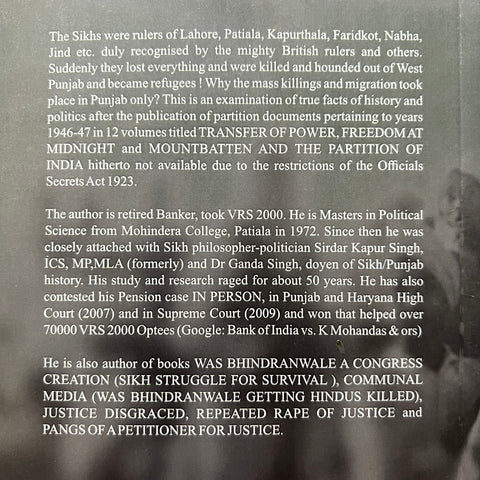 The Sikhs were rulers of Lahore, Patiala, Kapurthala, Faridkot, Nabha,
Jind etc. duly recognised by the mighty British rulers and others.
Suddenly they lost everything and were killed and hounded out of West
Punjab and became refugees ! Why the mass killings and migration took
place in Punjab only? This is an examination of true facts of history and
politics after the publication of partition documents pertaining to years
1946-47 in 12 volumes titled TRANSFER OF POWER, FREEDOM AT
MIDNIGHT and MOUNTBATTEN AND THE PARTITION OF
INDIA hitherto not available due to the restrictions of the Officials
Secrets Act 1923.
The author is retired Banker, took VRS 2000. He is Masters in Political
Science from Mohindera College, Patiala in 1972. Since then he was
closely attached with Sikh philosopher-politician Sirdar Kapur Singh,
ICS, MP,MLA (formerly) and Dr Ganda Singh, doyen of Sikh/Punjab
history. His study and research raged for about 50 years. He has also
contested his Pension case IN PERSON, in Punjab and Haryana High
Court (2007) and in Supreme Court (2009) and won that helped over
70000 VRS 2000 Optees (Google: Bank of India vs. K Mohandas & ors)
He is also author of books WAS BHINDRANWALE A CONGRESS
CREATION (SIKH STRUGGLE FOR SURVIVAL ), COMMUNAL
MEDIA (WAS BHINDRANWALE GETTING HINDUS KILLED),
JUSTICE DISGRACED, REPEATED RAPE OF JUSTICE and
PANGS OF A PETITIONER FOR JUSTICE.